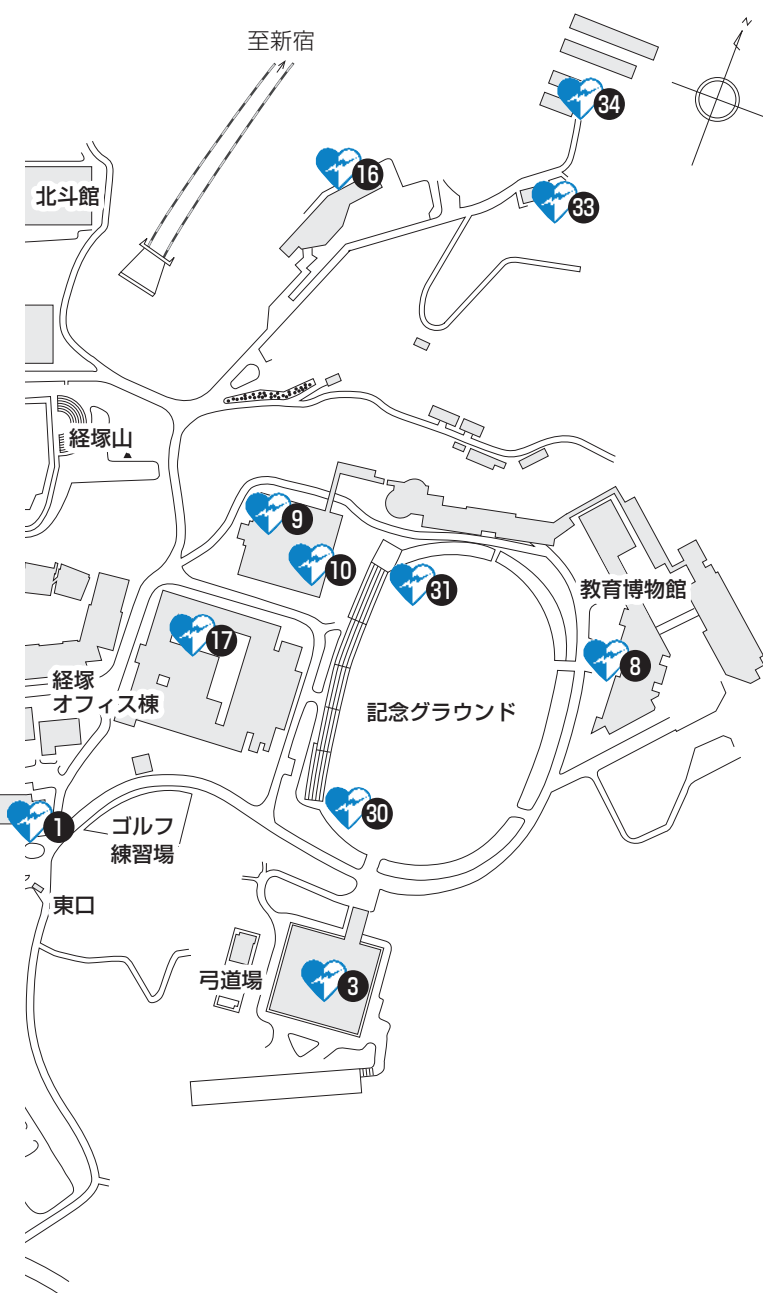 至新宿
N
34
16
北斗館
33
経塚山
9
10
31
教育博物館
17
8
経塚
オフィス棟
記念グラウンド
30
1
ゴルフ
練習場
東口
弓道場
3